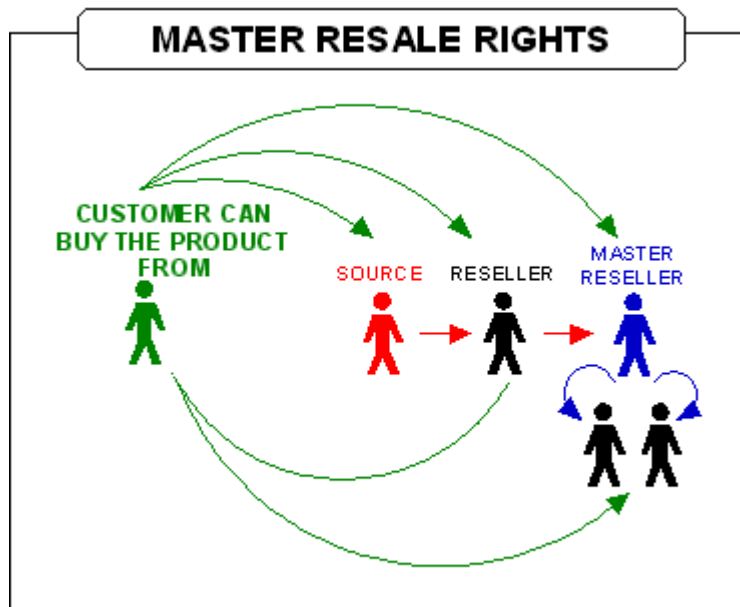 MASTER RESALE RIGHTS
CUSTOMER CAN
BUY THE PRODUCT
FROM
SOURCE
RESELLER
MASTER
RESELLER